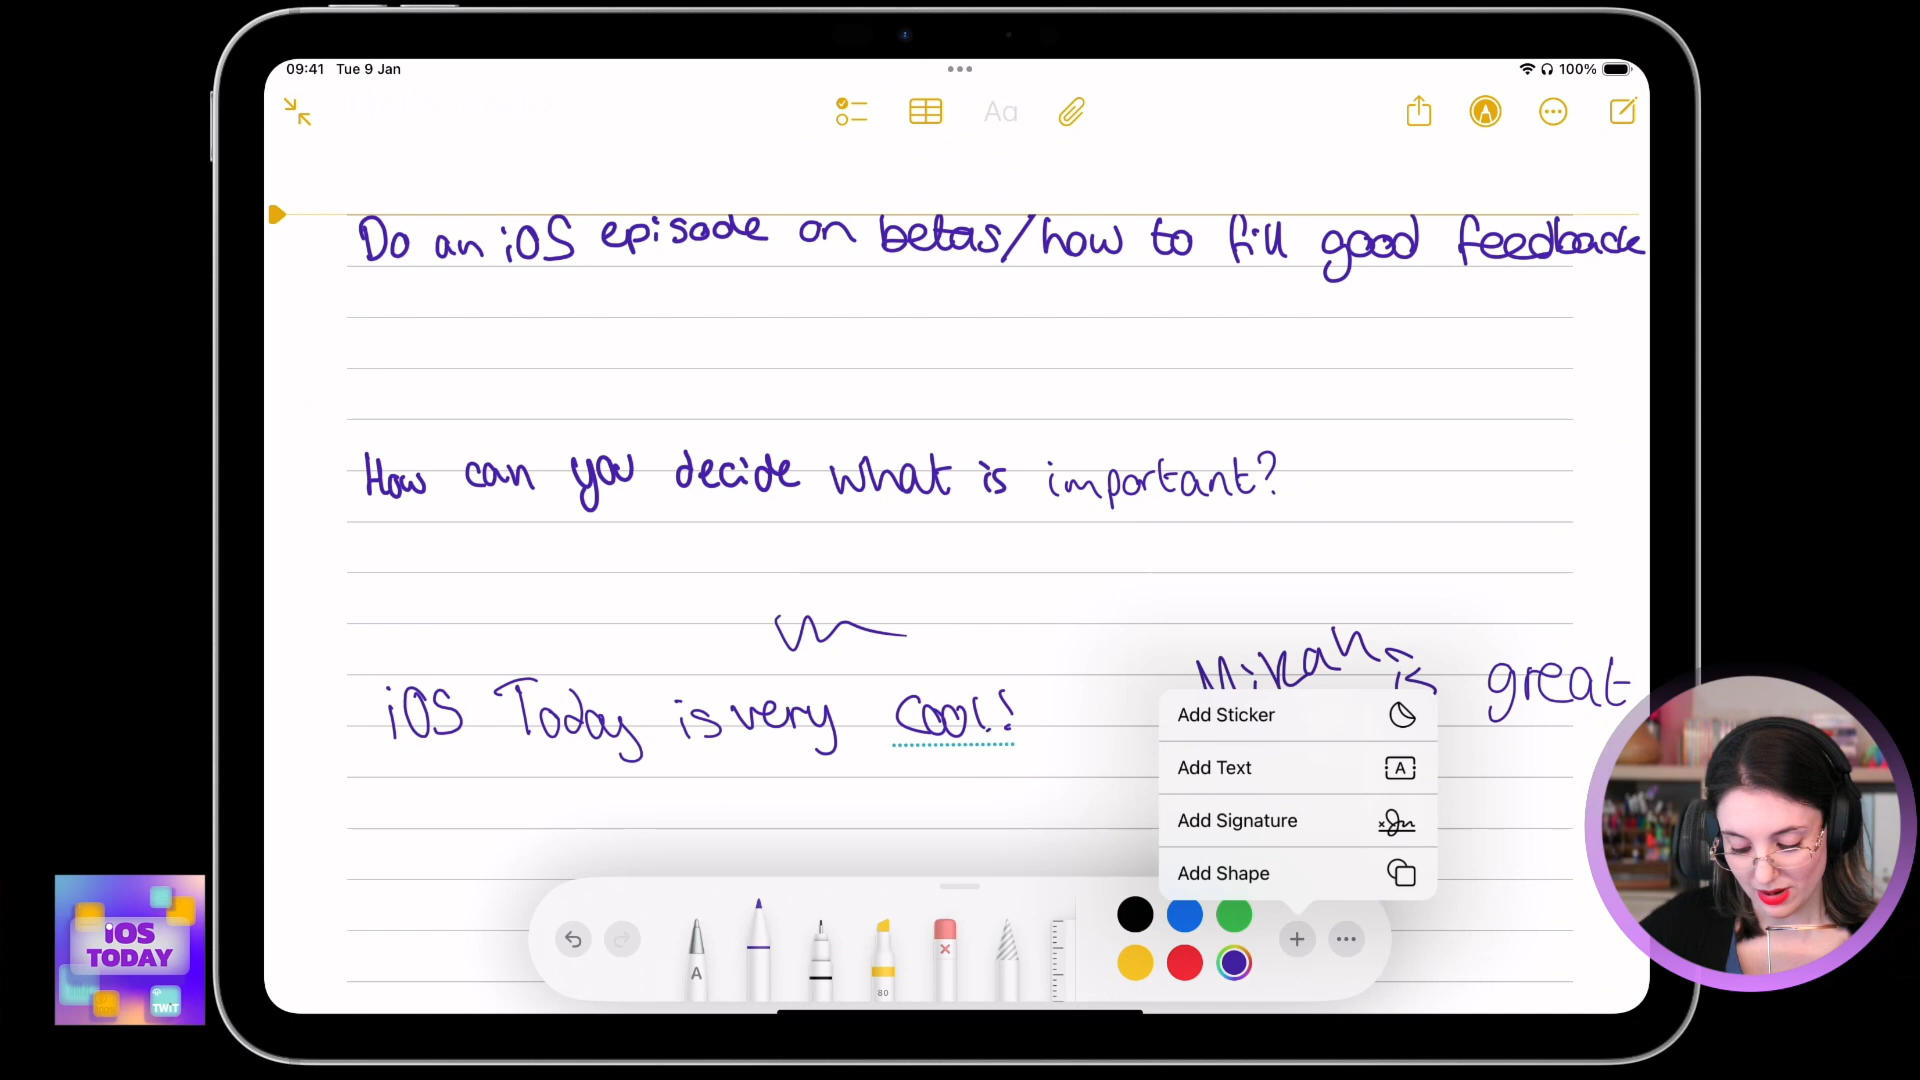 09:41 Tue 9 Jan
100%
Aa
Do an iOS episode on betas/how to fill good feedback
How can you decide what is important?
Mikah is great
iOS Today is very cool!
Add Sticker
Add Text
Add Signature
Add Shape
A
80
iOS
TODAY
TWiT